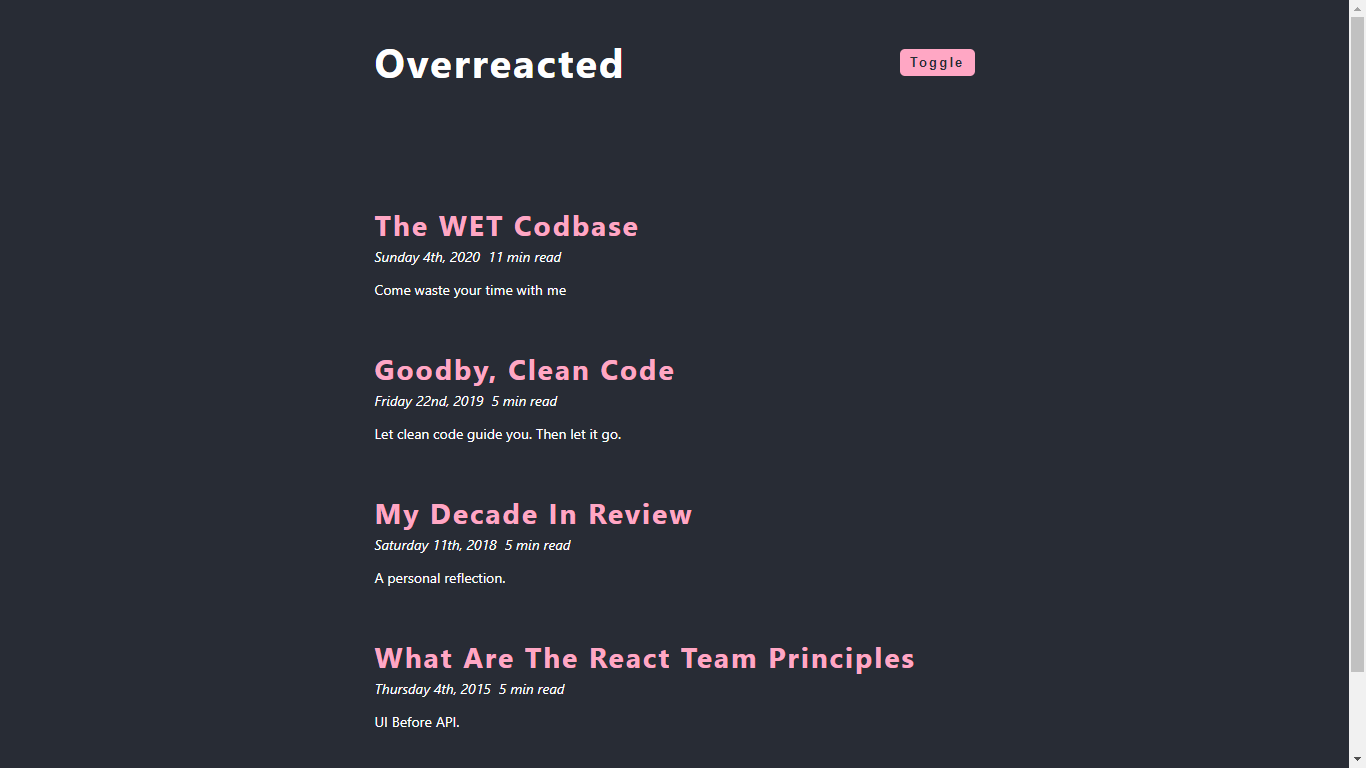 Overreacted
Toggle
The WET Codbase
Sunday 4th, 2020 11 min read
Come waste your time with me
Goodby, Clean Code
Friday 22nd, 2019 5 min read
Let clean code guide you. Then let it go.
My Decade In Review
Saturday 11th, 2018 5 min read
A personal reflection.
What Are The React Team Principles
Thursday 4th, 2015 5 min read
UI Before API.